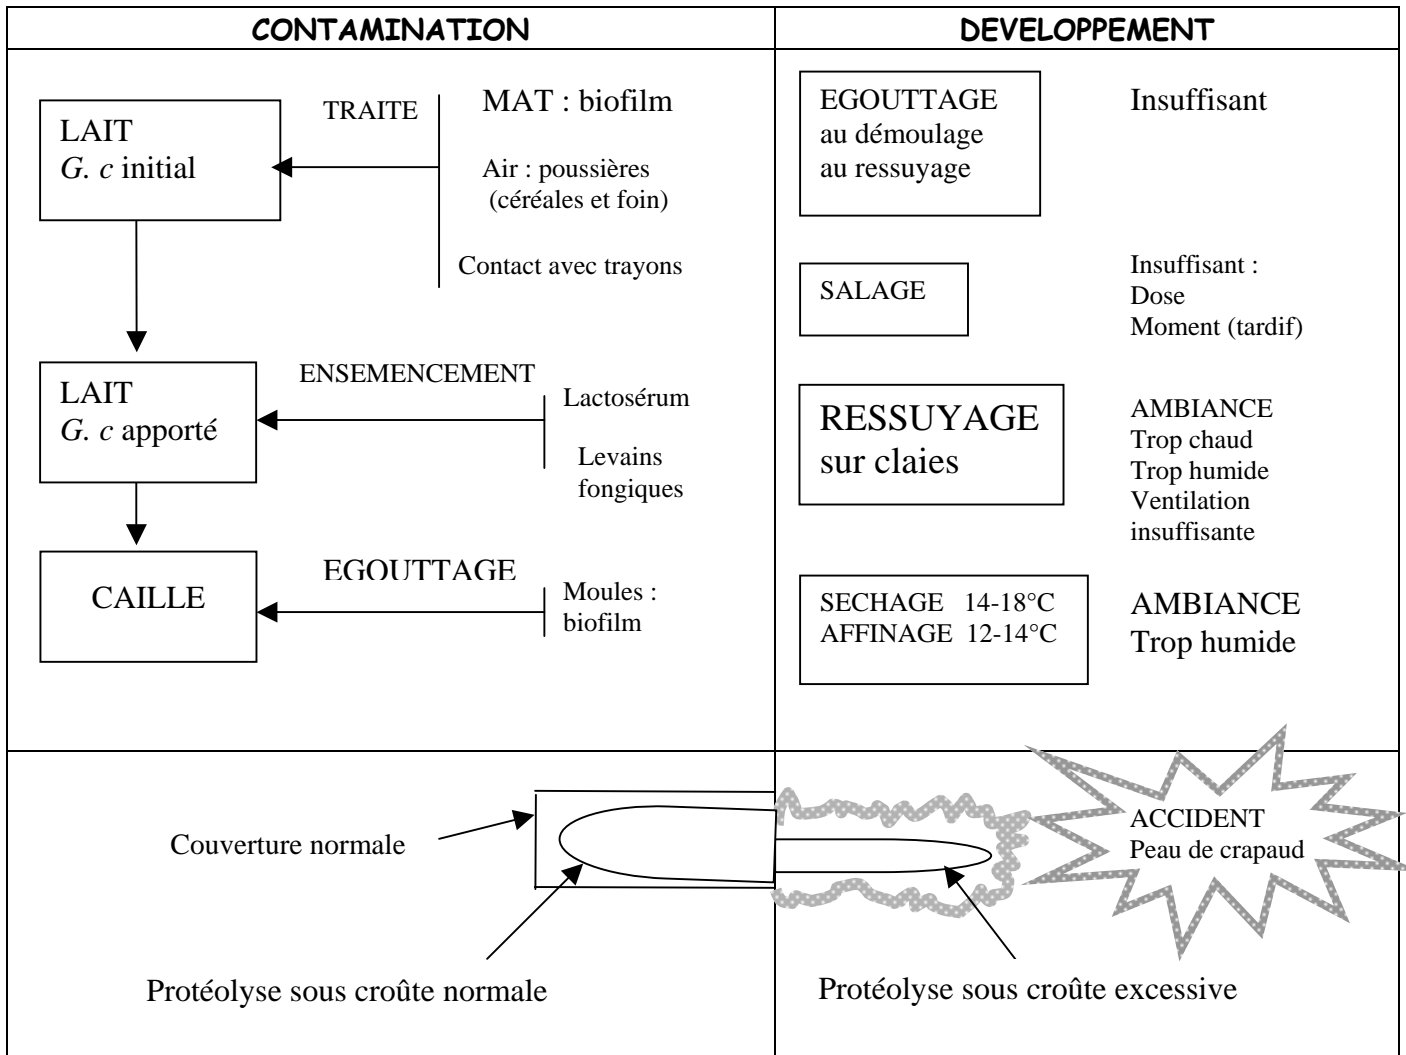 CONTAMINATION
DEVELOPPEMENT
LAIT
G. c initial
TRAITE
MAT : biofilm
Air : poussières
(céréales et foin)
Contact avec trayons
LAIT
G. c apporté
ENSEMENCEMENT
Lactosérum
Levains
fongiques
CAILLE
EGOUTTAGE
Moules :
biofilm
EGOUTTAGE
au démoulage
au ressuyage
Insuffisant
SALAGE
Insuffisant :
Dose
Moment (tardif)
RESSUYAGE
sur claies
AMBIANCE
Trop chaud
Trop humide
Ventilation
insuffisante
SECHAGE 14-18°C
AFFINAGE 12-14°C
AMBIANCE
Trop humide
Couverture normale
Protéolyse sous croûte normale
ACCIDENT
Peau de crapaud
Protéolyse sous croûte excessive